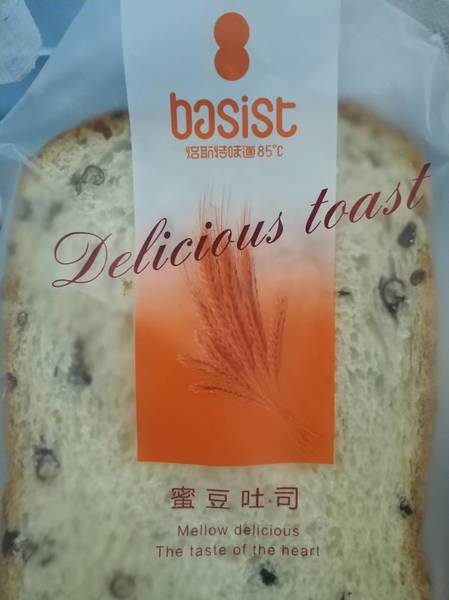 basist
焙斯特味道85°C
Delicious toast
蜜豆吐司
Mellow delicious
The taste of the heart